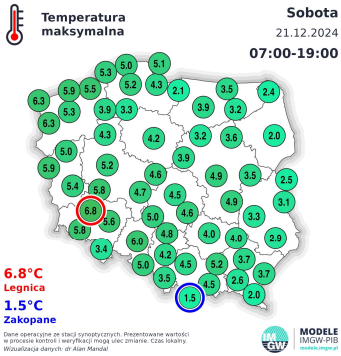 Temperatura
maksymalna
Sobota
21.12.2024
07:00-19:00
5.3 5.0 5.1
5.9 5.5 5.2 4.3 2.1 3.5 2.4
6.3 5.3 3.9 3.3 3.9 3.2
6.3 4.3 4.2 3.2 3.6 2.0
5.0 3.9
5.9 5.2 4.6 4.9 3.5 2.5
5.4 5.8 4.7 4.5 4.9 3.1
6.8 5.6 5.0 4.6 3.3
5.8 4.8 4.0 4.0 2.9
3.4 6.0 4.2 3.7
5.0 4.5 5.2 3.7
3.5 4.5 2.6
1.5 2.0
6.8°C
Legnica
1.5°C
Zakopane
Dane operacyjne ze stacji synoptycznych. Prezentowane wartości
w procesie kontroli i weryfikacji mogą ulec zmianie. Czas lokalny.
Wizualizacja danych: dr Alan Mandal
IMGW
MODELE
IMGW-PIB
modele.imgw.pl